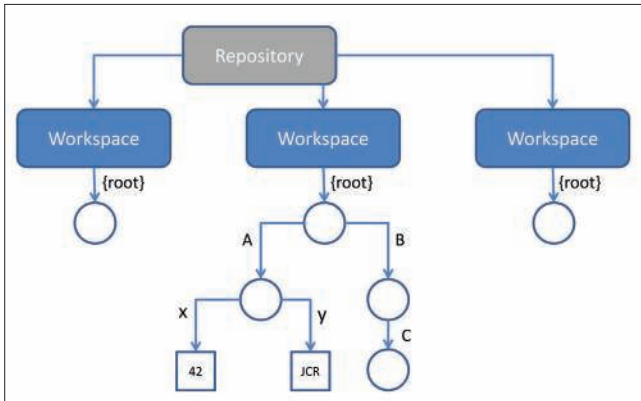 Repository
Workspace
Workspace
Workspace
{root}
{root}
{root}
A
B
x
y
C
42
JCR